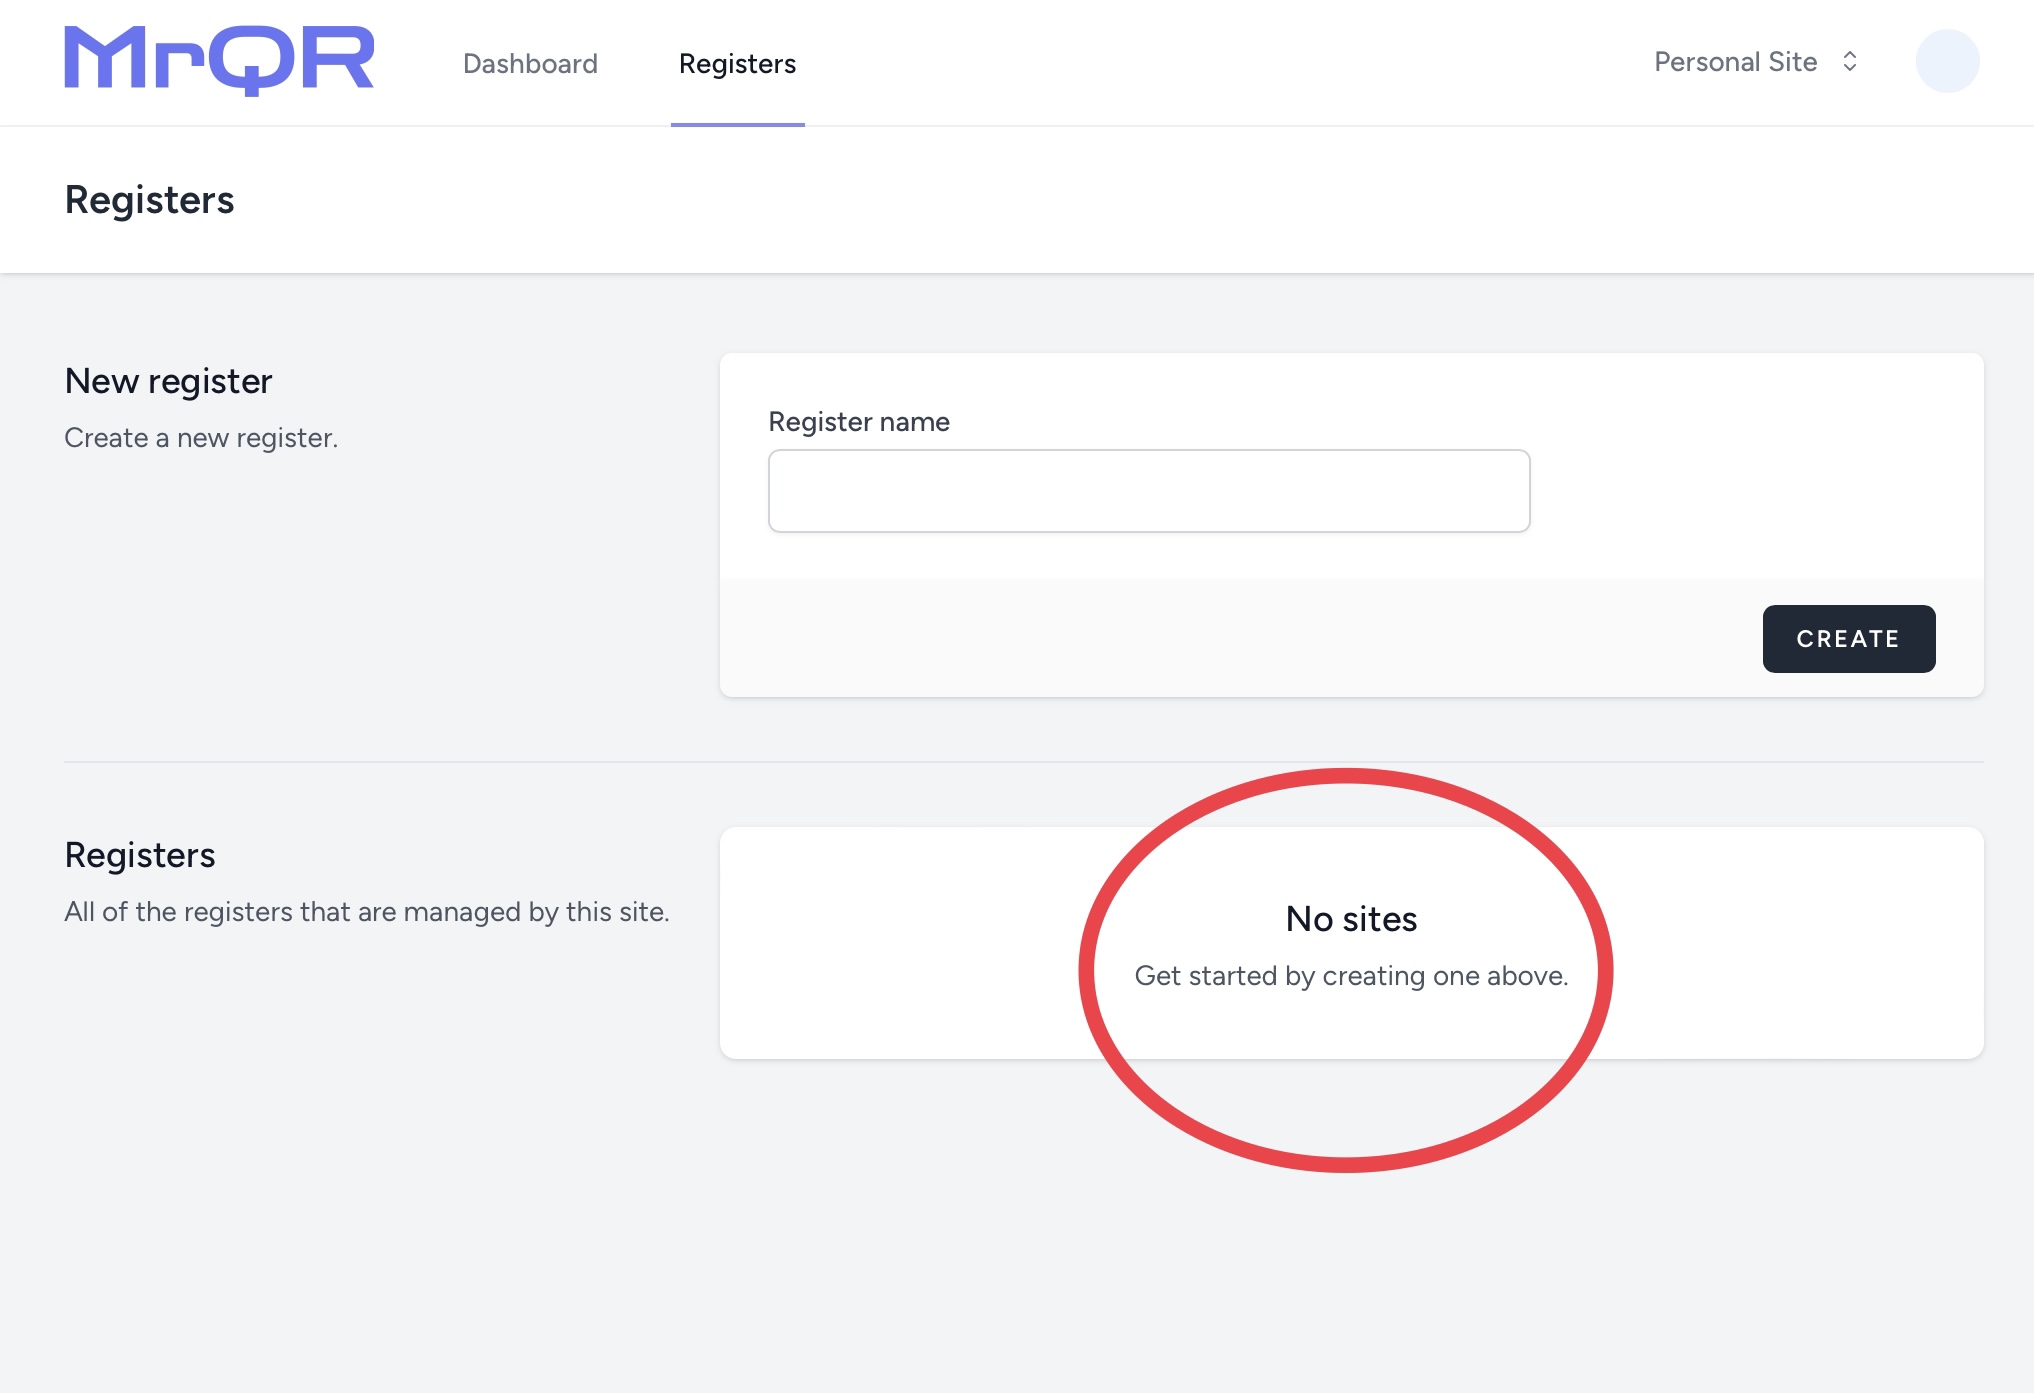 MrQR
Dashboard
Registers
Personal Site
Registers
New register
Create a new register.
Register name
CREATE
Registers
All of the registers that are managed by this site.
No sites
Get started by creating one above.